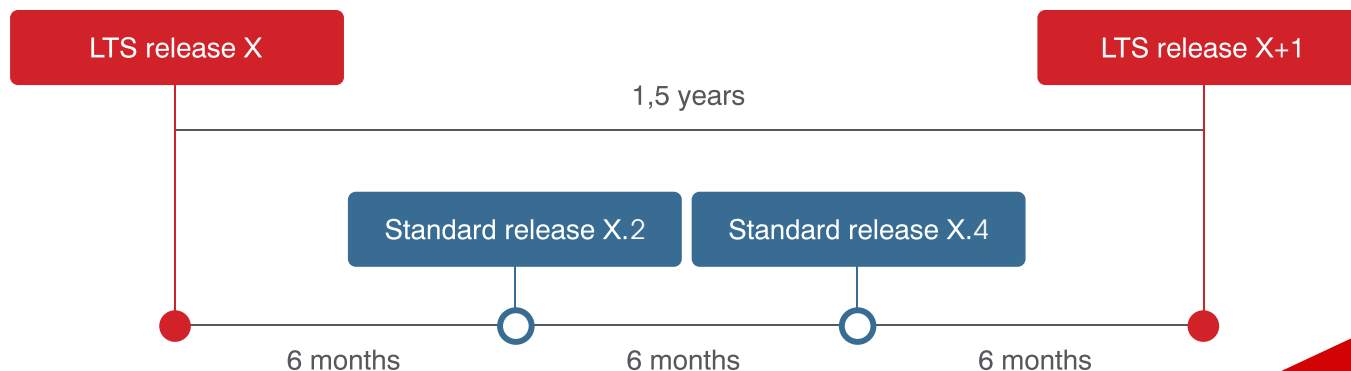 LTS release X
LTS release X+1
1,5 years
Standard release X.2
Standard release X.4
6 months
6 months
6 months